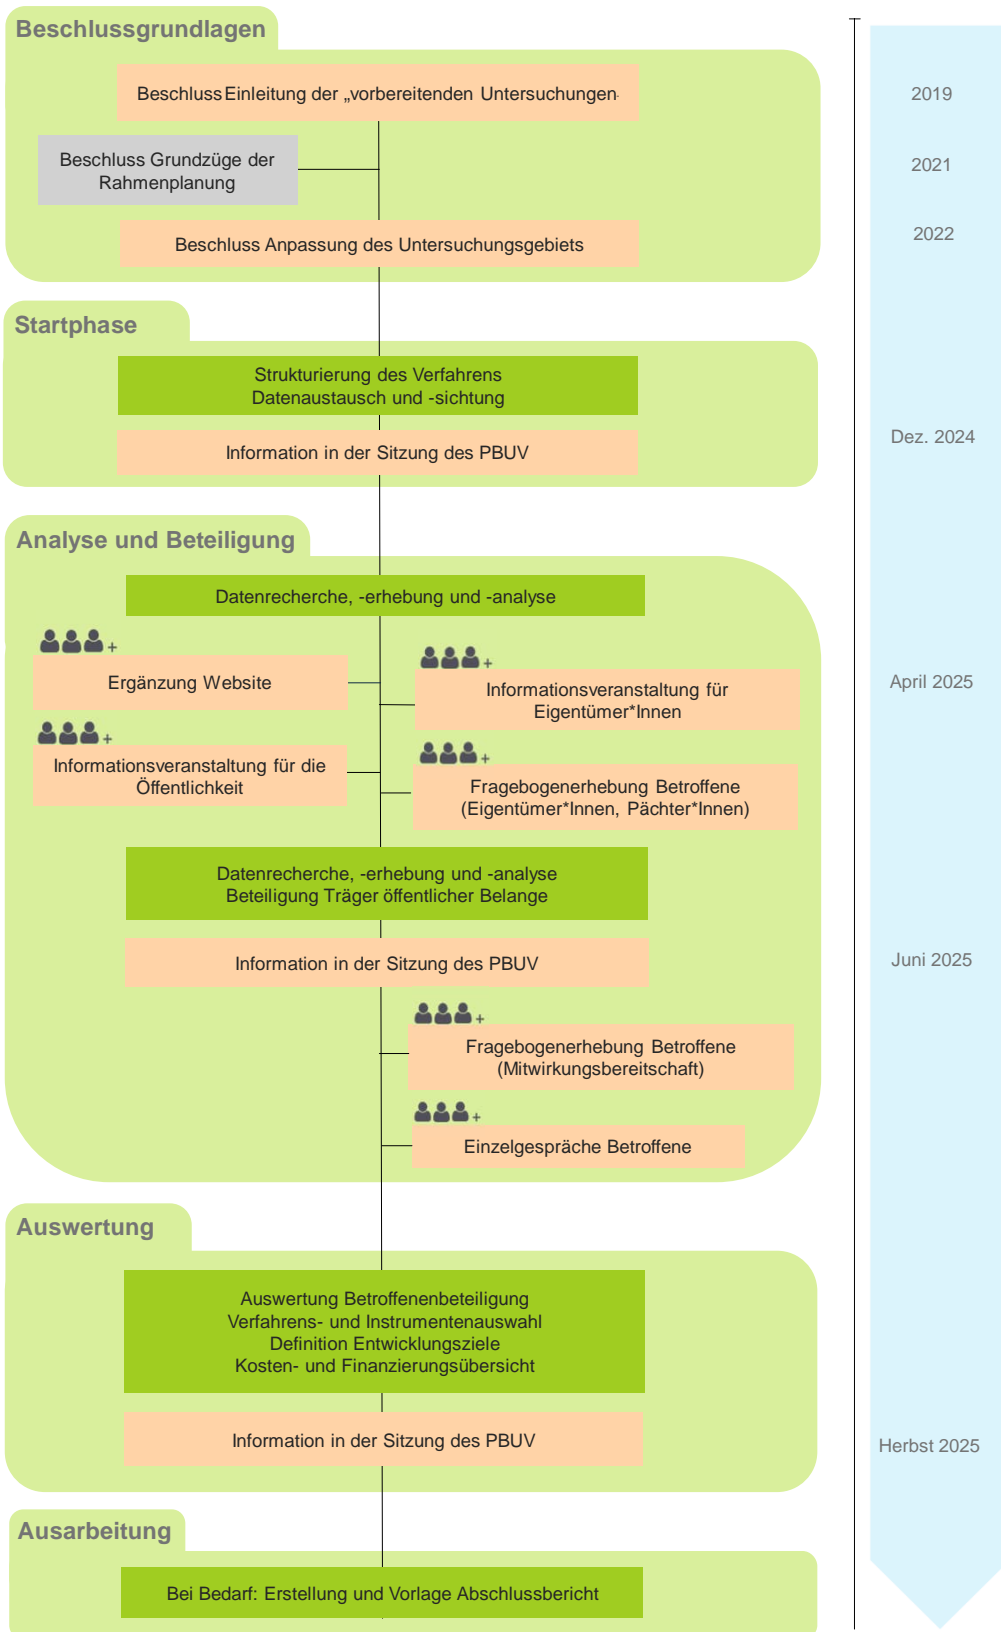 Beschlussgrundlagen
Beschluss Einleitung der „vorbereitenden Untersuchungen
2019
Beschluss Grundzüge der
Rahmenplanung
2021
Beschluss Anpassung des Untersuchungsgebiets
2022
Startphase
Strukturierung des Verfahrens
Datenaustausch und -sichtung
Information in der Sitzung des PBUV
Dez. 2024
Analyse und Beteiligung
Datenrecherche, -erhebung und -analyse
+
Ergänzung Website
+
Informationsveranstaltung für
Eigentümer*Innen
April 2025
+
Informationsveranstaltung für die
Öffentlichkeit
+
Fragebogenerhebung Betroffene
(Eigentümer*Innen, Pächter*Innen)
Datenrecherche, -erhebung und -analyse
Beteiligung Träger öffentlicher Belange
Information in der Sitzung des PBUV
Juni 2025
+
Fragebogenerhebung Betroffene
(Mitwirkungsbereitschaft)
+
Einzelgespräche Betroffene
Auswertung
Auswertung Betroffenenbeteiligung
Verfahrens- und Instrumentenauswahl
Definition Entwicklungsziele
Kosten- und Finanzierungsübersicht
Information in der Sitzung des PBUV
Herbst 2025
Ausarbeitung
Bei Bedarf: Erstellung und Vorlage Abschlussbericht